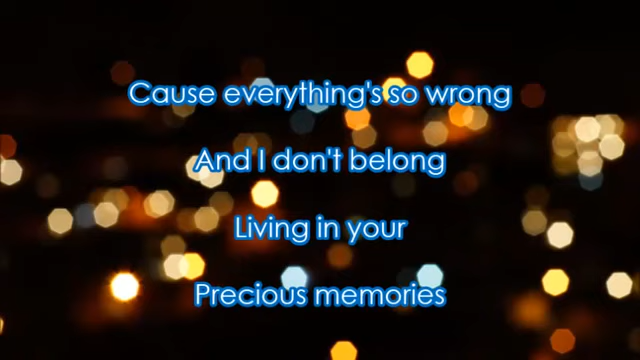 Cause everything's so wrong
And I don't belong
Living in your
Precious memories